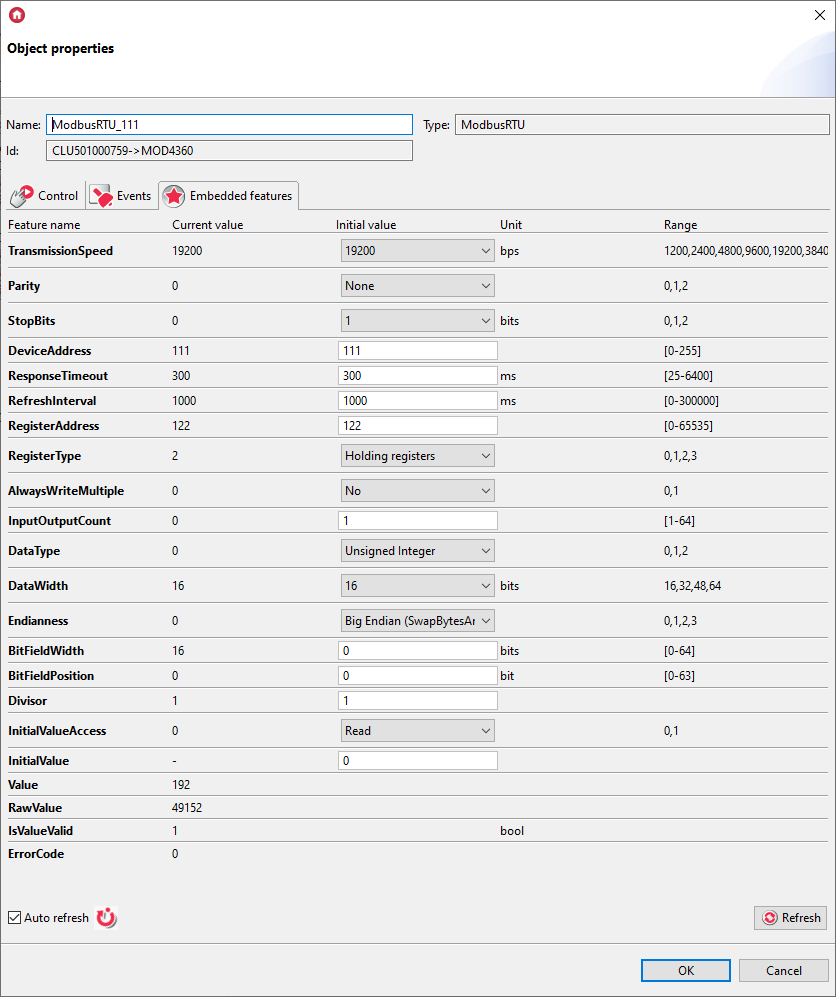 Object properties
Name: ModbusRTU_111 Type: ModbusRTU
Id: CLU501000759->MOD4360
Control Events Embedded features
Feature name Current value Initial value Unit Range
TransmissionSpeed 19200 19200 bps 1200,2400,4800,9600,19200,3840
Parity 0 None 0,1,2
StopBits 0 1 bits 0,1,2
DeviceAddress 111 111 [0-255]
ResponseTimeout 300 300 ms [25-6400]
RefreshInterval 1000 1000 ms [0-300000]
RegisterAddress 122 122 [0-65535]
RegisterType 2 Holding registers 0,1,2,3
AlwaysWriteMultiple 0 No 0,1
InputOutputCount 0 1 [1-64]
DataType 0 Unsigned Integer 0,1,2
DataWidth 16 16 bits 16,32,48,64
Endianness 0 Big Endian (SwapBytesAr 0,1,2,3
BitFieldWidth 16 0 bits [0-64]
BitFieldPosition 0 0 bit [0-63]
Divisor 1 1
InitialValueAccess 0 Read 0,1
InitialValue - 0
Value 192
RawValue 49152
IsValueValid 1 bool
ErrorCode 0
Auto refresh Refresh
OK Cancel